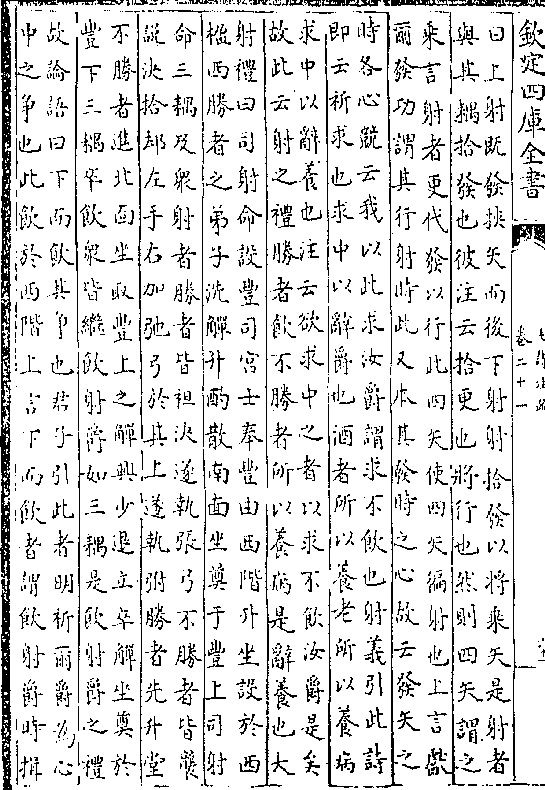 欽定四庫全書
卷二十一
曰上射既發挾矢而後下射射拾發以將乘矢是射者
與其耦拾發也彼注云拾更也將行也然則四矢謂之
乘言射者更代發以行此四矢使四矢徧射也上言獻
爾發功謂其行射時此又本其發時之心故云發矢之
時各心競云我以此求汝爵謂求不飲也射義引此詩
即云祈求也求中以辭爵也酒者所以養老所以養病
求中以辭養也注云欲求中之者以求不飲汝爵是矣
故此云射之禮勝者飲不勝者所以養病是辭養也大
射禮曰司射命設豐司宮士奉豐由西階升坐設於西
楹西勝者之弟子洗觶升酌散南面坐奠于豐上司射
命三耦及衆射者勝者皆袒決遂執張弓不勝者皆襲
說決拾却左手右加弛弓於其上遂執弣勝者先升堂
不勝者進北面坐取豐上之觶興少退立卒觶坐奠於
豐下三耦卒飲衆皆繼飲射爵如三耦是飲射爵之禮
故論語曰下而飲其爭也君子引此者明祈爾爵為心
中之爭也此飲於西階上言下而飲者謂飲射爵時揖